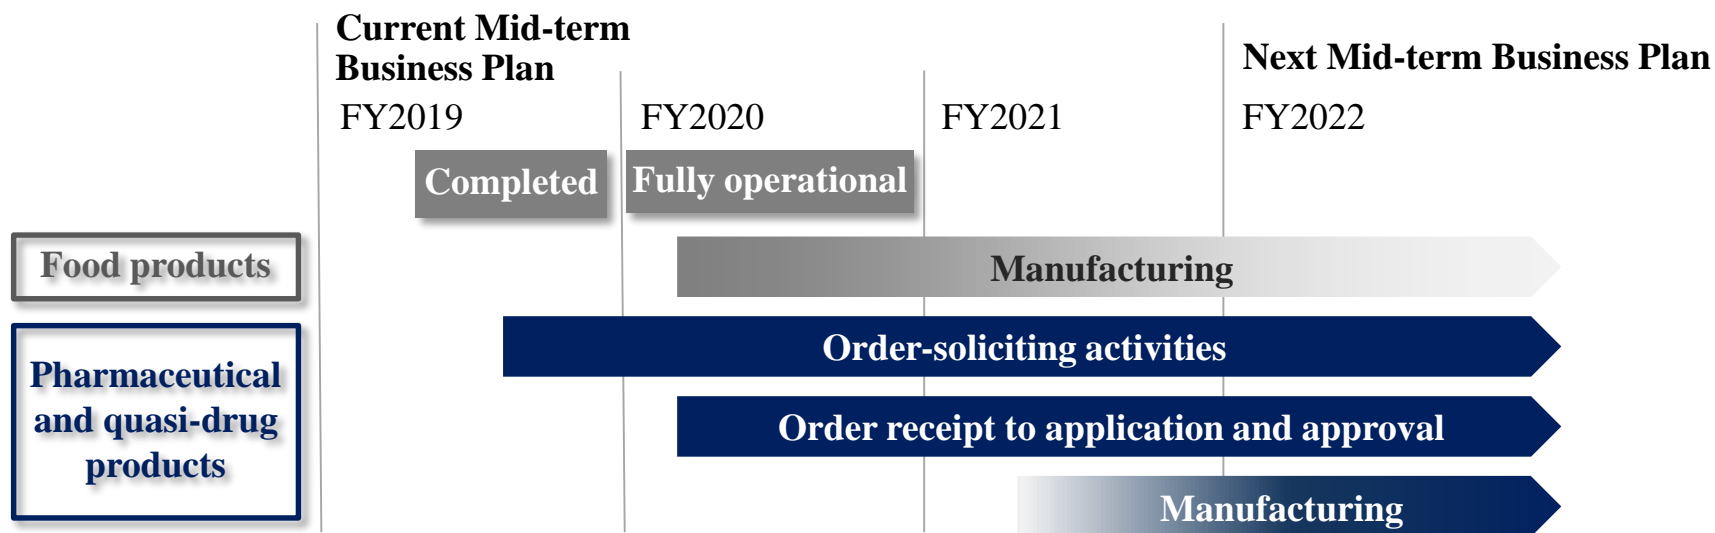 Current Mid-term
Business Plan
Next Mid-term Business Plan
FY2019
FY2020
FY2021
FY2022
Completed
Fully operational
Food products
Manufacturing
Pharmaceutical
and quasi-drug
products
Order-soliciting activities
Order receipt to application and approval
Manufacturing